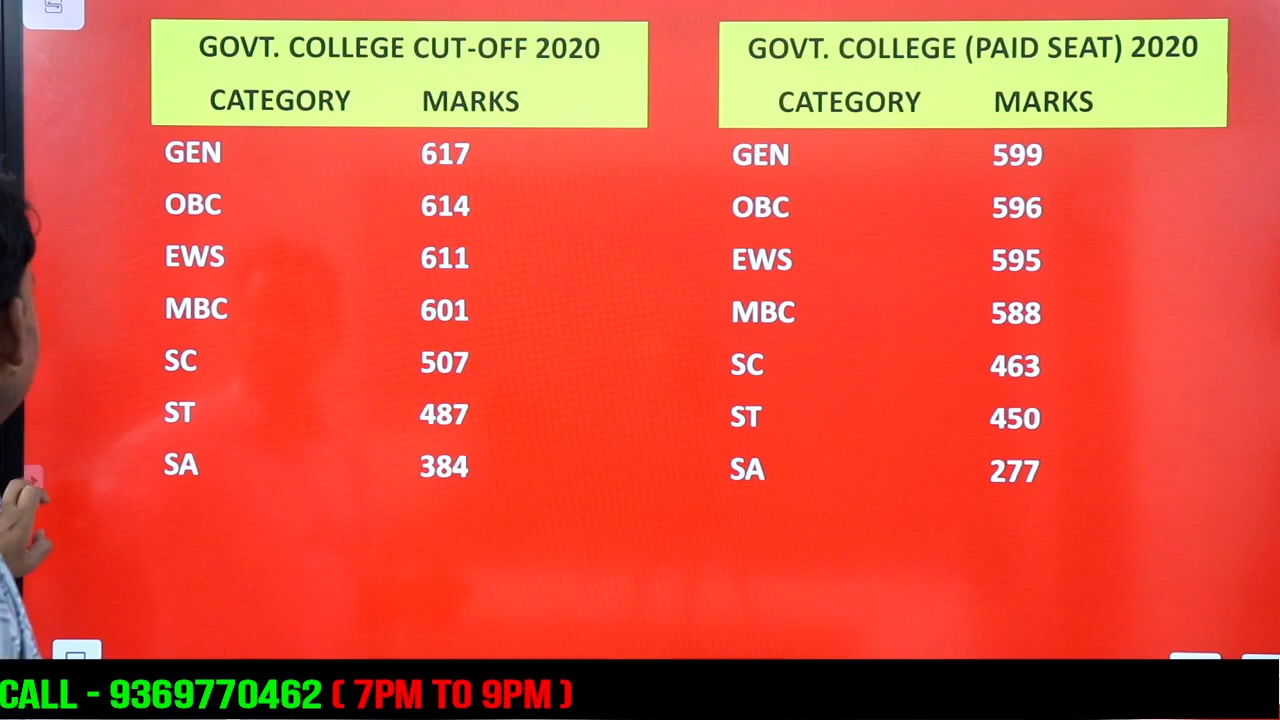 GOVT. COLLEGE CUT-OFF 2020
CATEGORY MARKS
GEN 617
OBC 614
EWS 611
MBC 601
SC 507
ST 487
SA 384
GOVT. COLLEGE (PAID SEAT) 2020
CATEGORY MARKS
GEN 599
OBC 596
EWS 595
MBC 588
SC 463
ST 450
SA 277
CALL - 9369770462 ( 7PM TO 9PM )